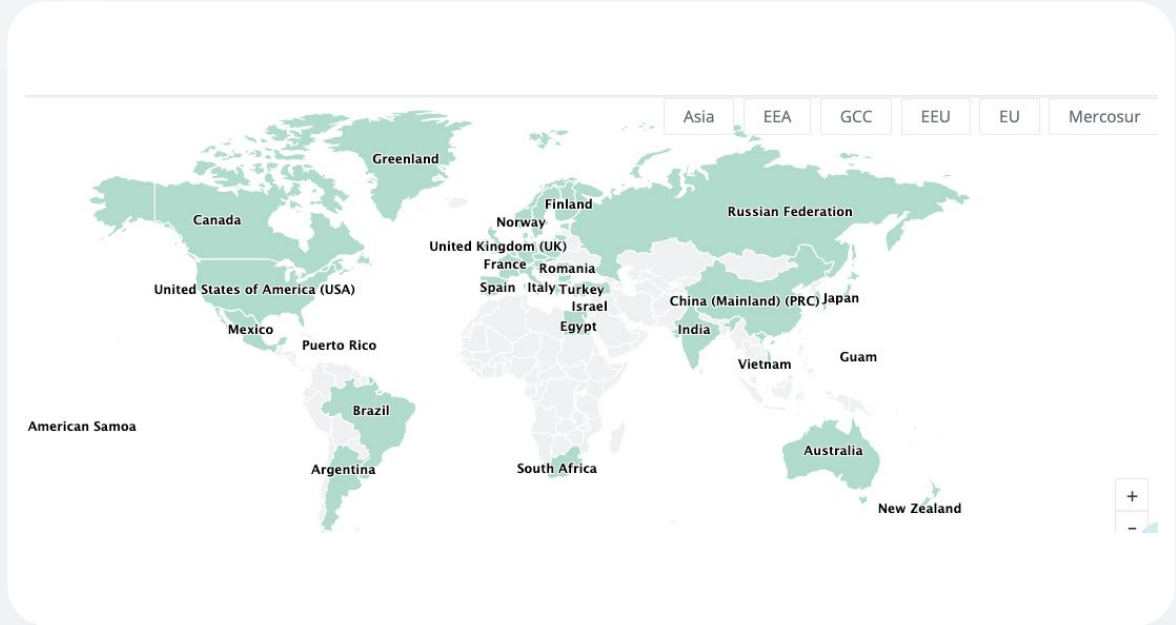 Asia
EEA
GCC
EEU
EU
Mercosur
Greenland
Finland
Russian Federation
Canada
Norway
United Kingdom (UK)
France
Romania
Spain
Italy
Turkey
United States of America (USA)
China (Mainland) (PRC)
Japan
Israel
Mexico
Egypt
India
Puerto Rico
Guam
Vietnam
Brazil
American Samoa
Australia
Argentina
South Africa
+
New Zealand
−